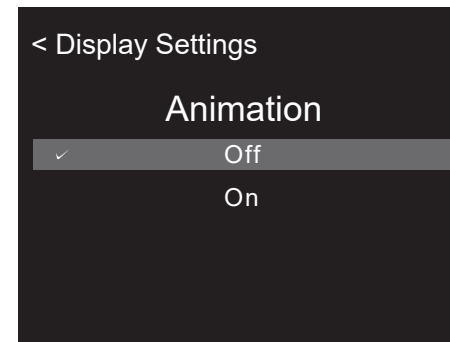 < Display Settings
Animation
✓ Off
On